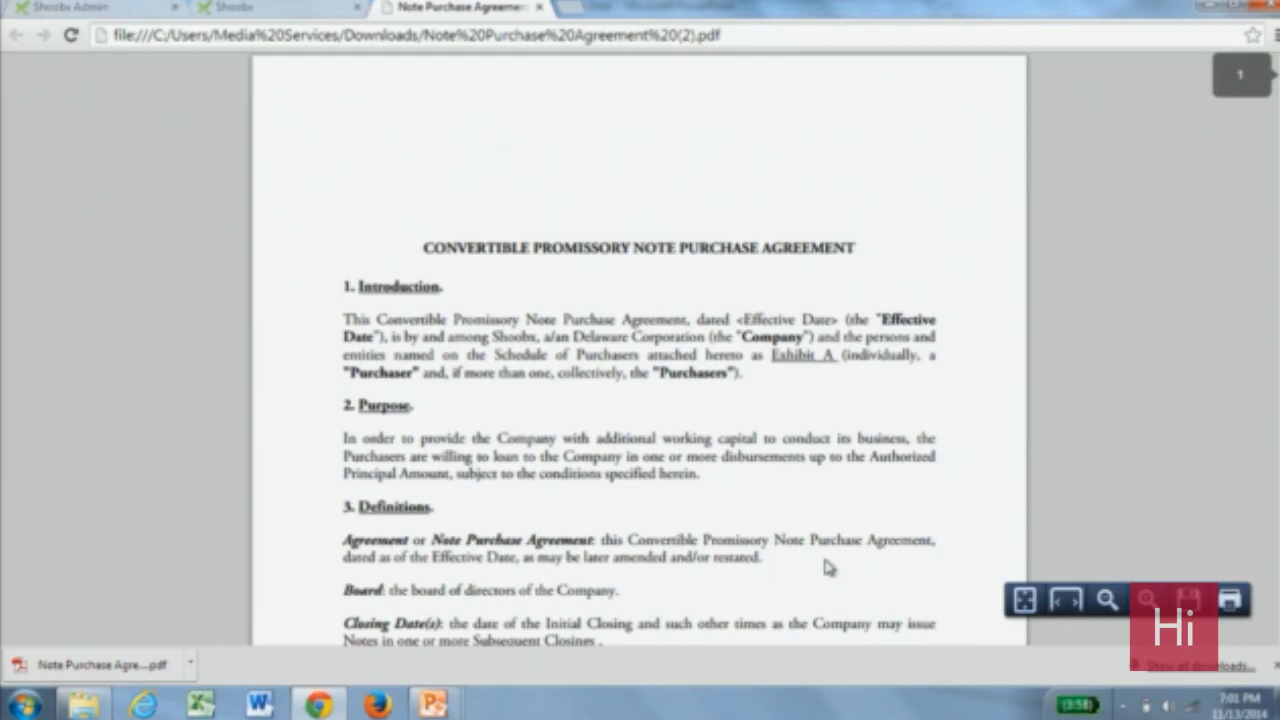 Shoobx Admin
Shoobx
Note Purchase Agreemen
file:///C:/Users/Media%20Services/Downloads/Note%20Purchase%20Agreement%20(2).pdf
1
CONVERTIBLE PROMISSORY NOTE PURCHASE AGREEMENT
1. Introduction.
This Convertible Promissory Note Purchase Agreement, dated <Effective Date> (the "Effective
Date"), is by and among Shoobx, a/an Delaware Corporation (the "Company") and the persons and
entities named on the Schedule of Purchasers attached hereto as Exhibit A (individually, a
"Purchaser" and, if more than one, collectively, the "Purchasers").
2. Purpose.
In order to provide the Company with additional working capital to conduct its business, the
Purchasers are willing to loan to the Company in one or more disbursements up to the Authorized
Principal Amount, subject to the conditions specified herein.
3. Definitions.
Agreement or Note Purchase Agreement: this Convertible Promissory Note Purchase Agreement,
dated as of the Effective Date, as may be later amended and/or restated.
Board: the board of directors of the Company.
Closing Date(s): the date of the Initial Closing and such other times as the Company may issue
Notes in one or more Subsequent Closings .
Hi
Note Purchase Agre....pdf
Show all downloads...
(3:58)
7:01 PM
11/13/2014